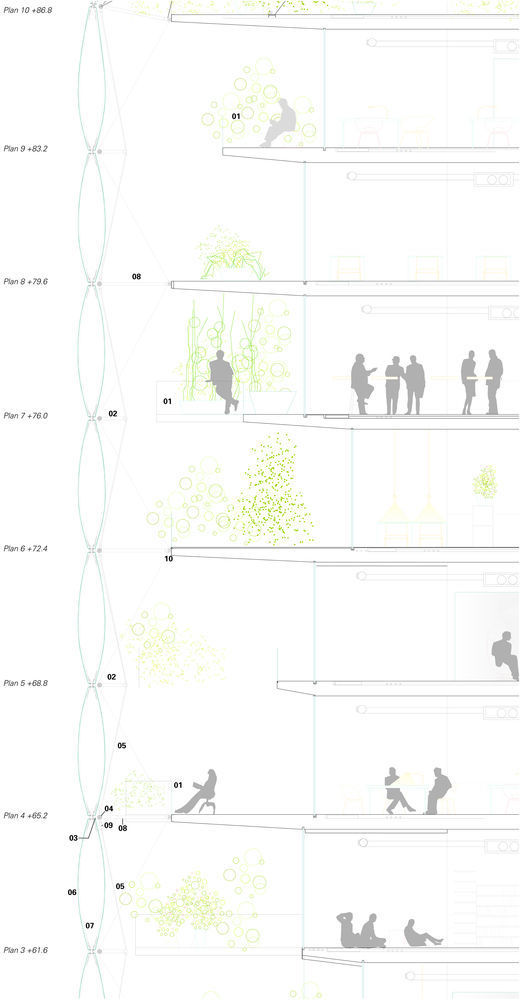 Plan 10 +86.8
01
Plan 9 +83.2
08
Plan 8 +79.6
01
02
Plan 7 +76.0
Plan 6 +72.4
10
02
Plan 5 +68.8
05
01
04
Plan 4 +65.2
09 08
03
05
06
07
Plan 3 +61.6